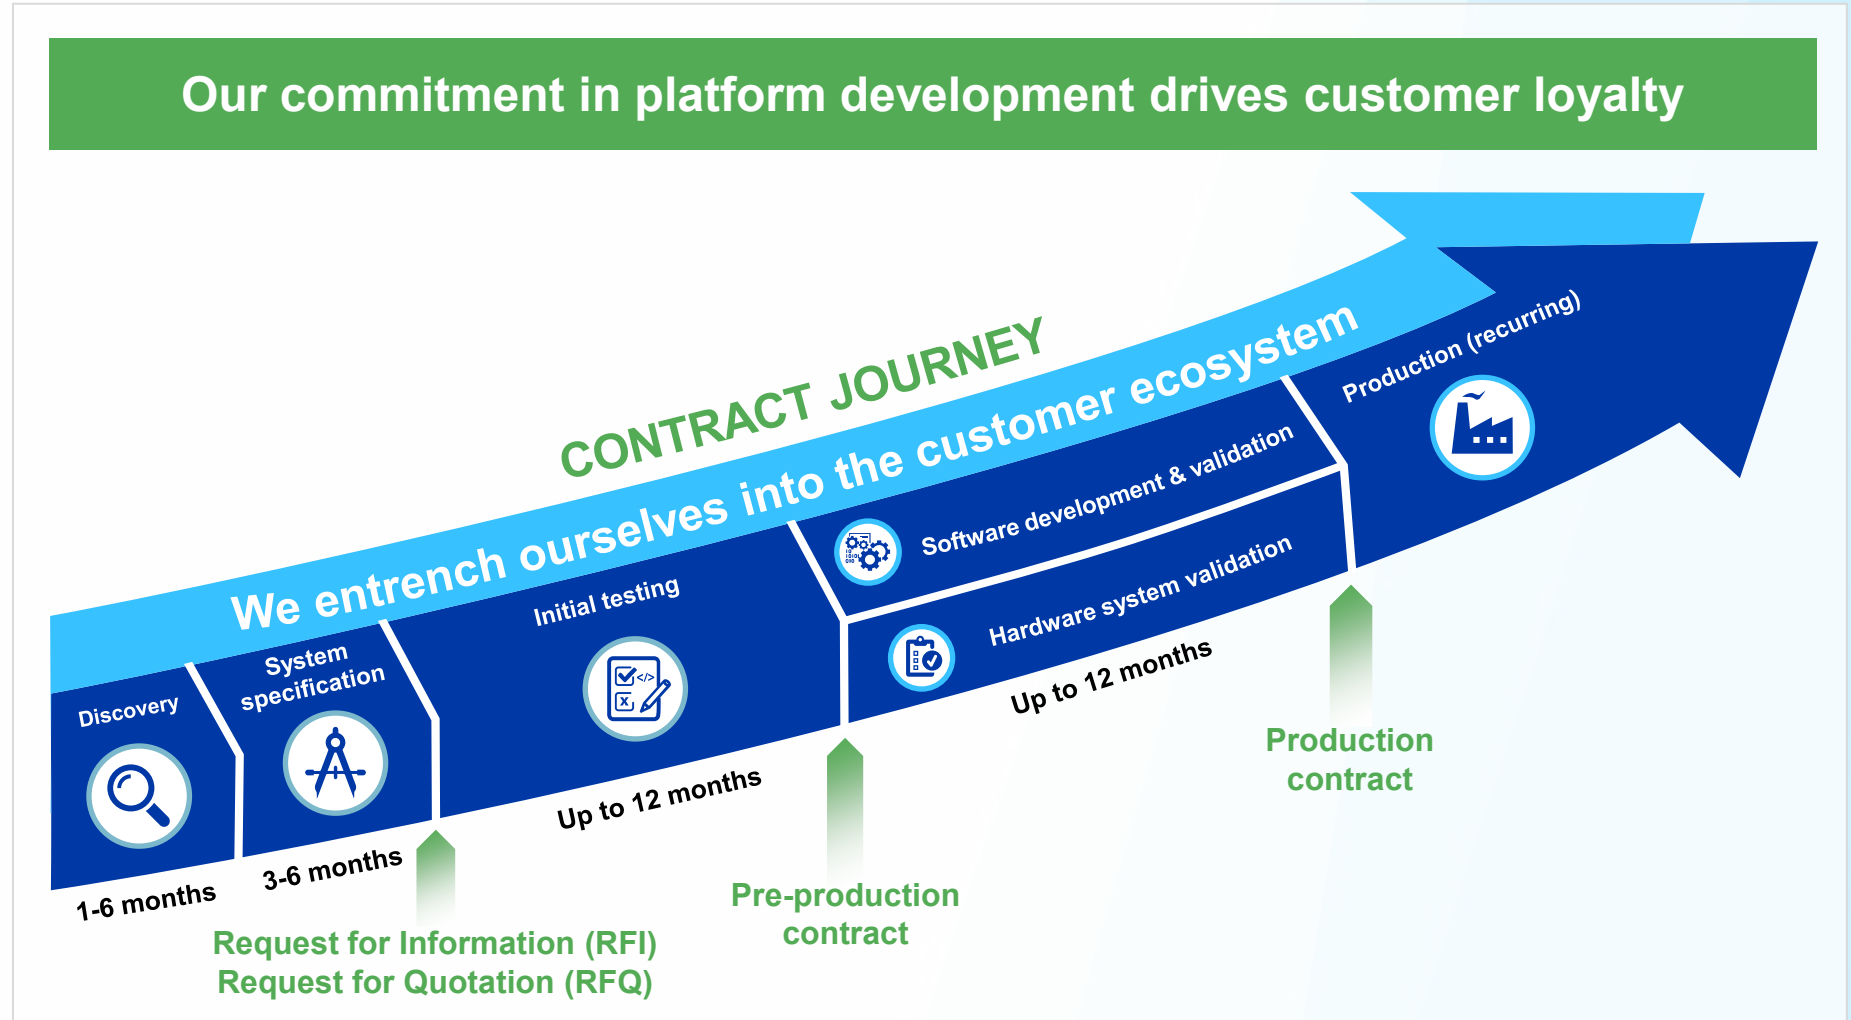 Our commitment in platform development drives customer loyalty
CONTRACT JOURNEY
We entrench ourselves into the customer ecosystem
Discovery
System
specification
Initial testing
Software development & validation
Hardware system validation
Production (recurring)
1-6 months
3-6 months
Up to 12 months
Up to 12 months
Request for Information (RFI)
Request for Quotation (RFQ)
Pre-production
contract
Production
contract